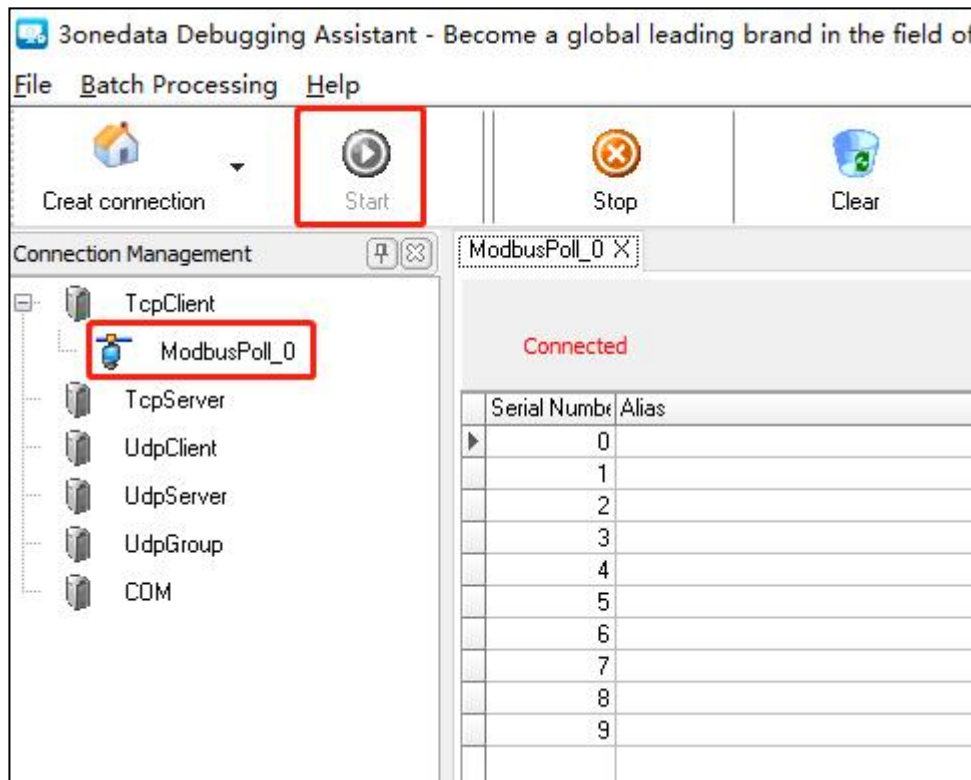 3onedata Debugging Assistant - Become a global leading brand in the field of
File Batch Processing Help
Creat connection Start Stop Clear
Connection Management ModbusPoll_0
TcpClient
ModbusPoll_0 Connected
TcpServer Serial Numbe Alias
0
UdpClient
1
UdpServer
2
3
UdpGroup
4
COM
5
6
7
8
9